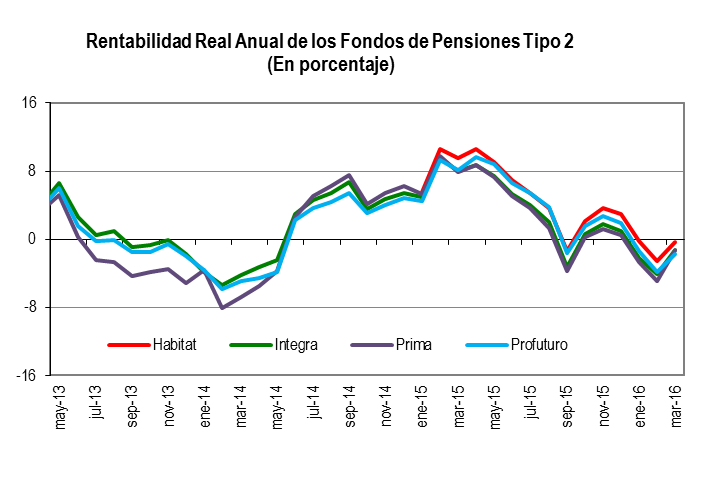 Rentabilidad Real Anual de los Fondos de Pensiones Tipo 2
(En porcentaje)
16
8
0
-8
-16
Habitat Integra Prima Profuturo
may-13 jul-13 sep-13 nov-13 ene-14 mar-14 may-14 jul-14 sep-14 nov-14 ene-15 mar-15 may-15 jul-15 sep-15 nov-15 ene-16 mar-16